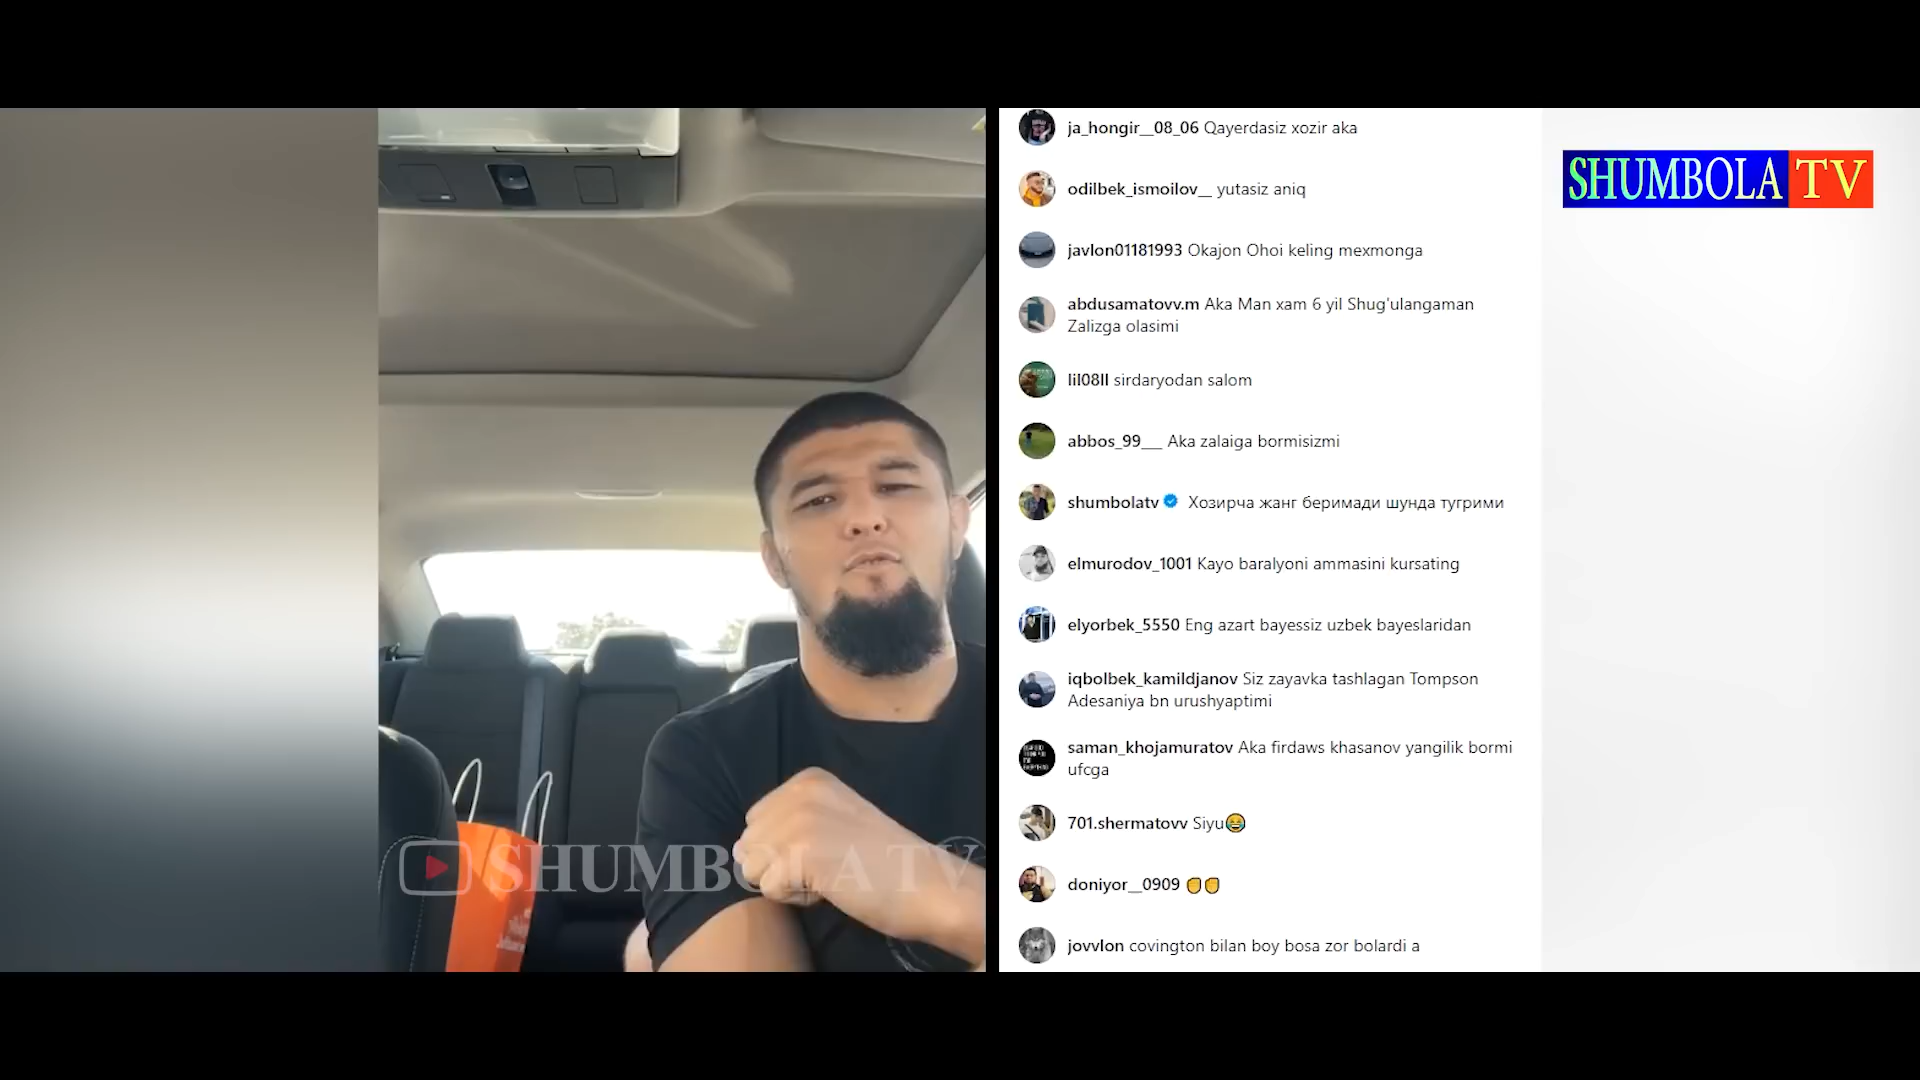 ja_hongir__08_06 Qayerdasiz xozir aka
odilbek_ismoilov__ yutasiz aniq
javlon01181993 Okajon Ohoi keling mexmonga
abdusamatovv.m Aka Man xam 6 yil Shug'ulangaman
Zalizga olasimi
lil08ll sirdaryodan salom
abbos_99___ Aka zalaiga bormisizmi
shumbolatv Хозирча жанг беримади шунда тугрими
elmurodov_1001 Kayo baralyoni ammasini kursating
elyorbek_5550 Eng azart bayessiz uzbek bayeslaridan
iqbolbek_kamildjanov Siz zayavka tashlagan Tompson
Adesaniya bn urushyaptimi
saman_khojamuratov Aka firdaws khasanov yangilik bormi
ufcga
701.shermatovv Siyu😂
doniyor__0909 ✊✊
jovvlon covington bilan boy bosa zor bolardi a
SHUMBOLA TV
SHUMBOLA TV